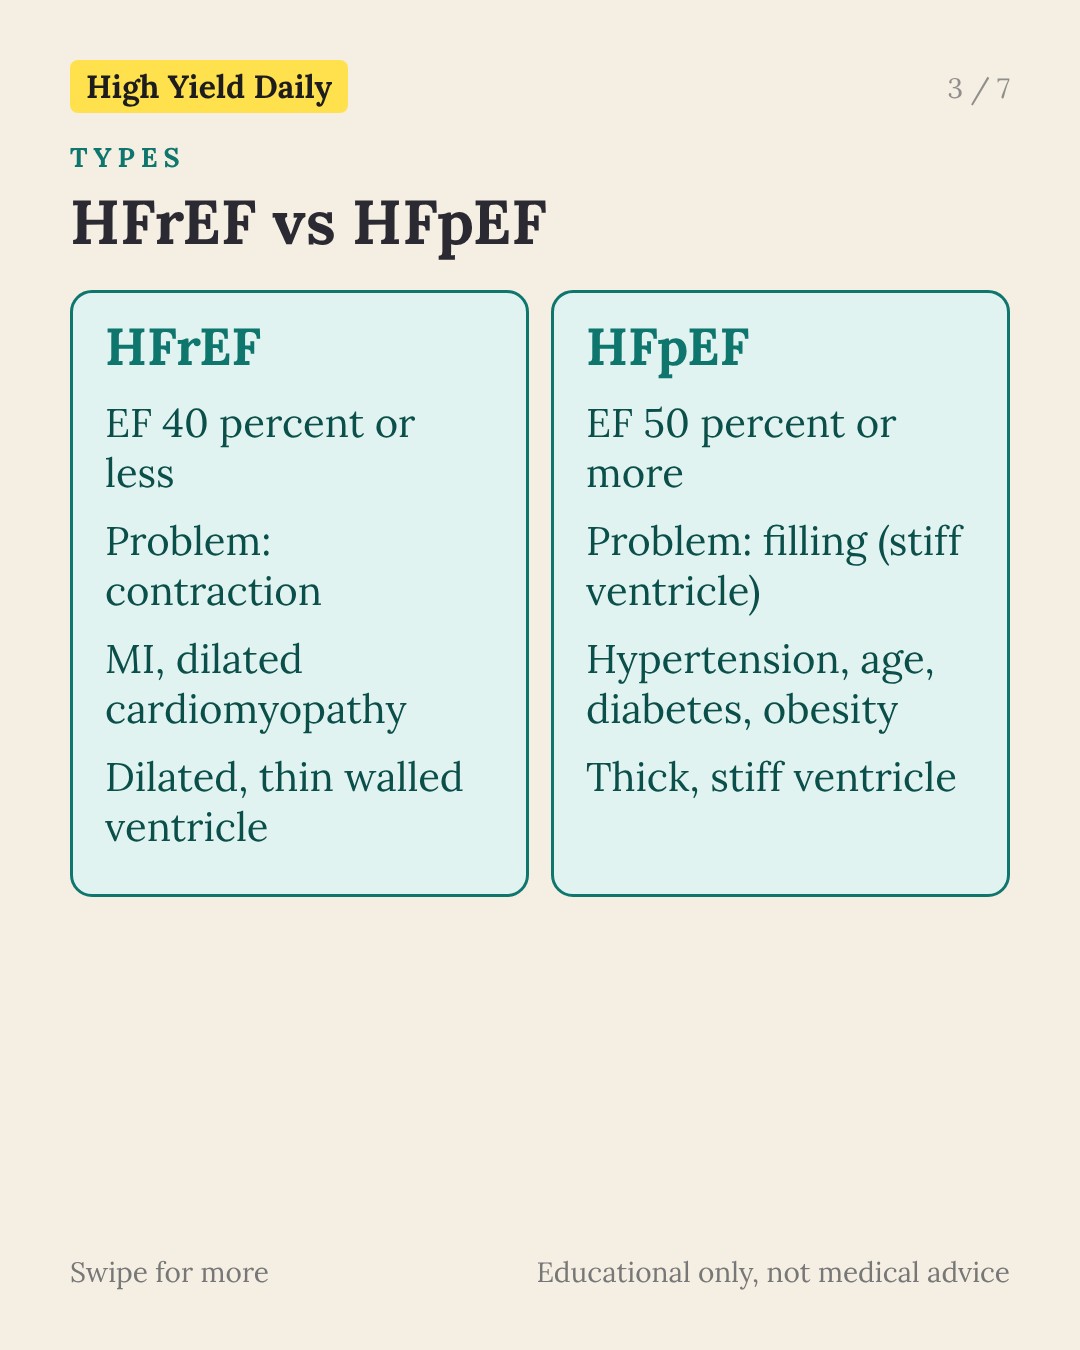 High Yield Daily
3 / 7
TYPES
HFrEF vs HFpEF
HFrEF
EF 40 percent or
less
Problem:
contraction
MI, dilated
cardiomyopathy
Dilated, thin walled
ventricle
HFpEF
EF 50 percent or
more
Problem: filling (stiff
ventricle)
Hypertension, age,
diabetes, obesity
Thick, stiff ventricle
Swipe for more
Educational only, not medical advice